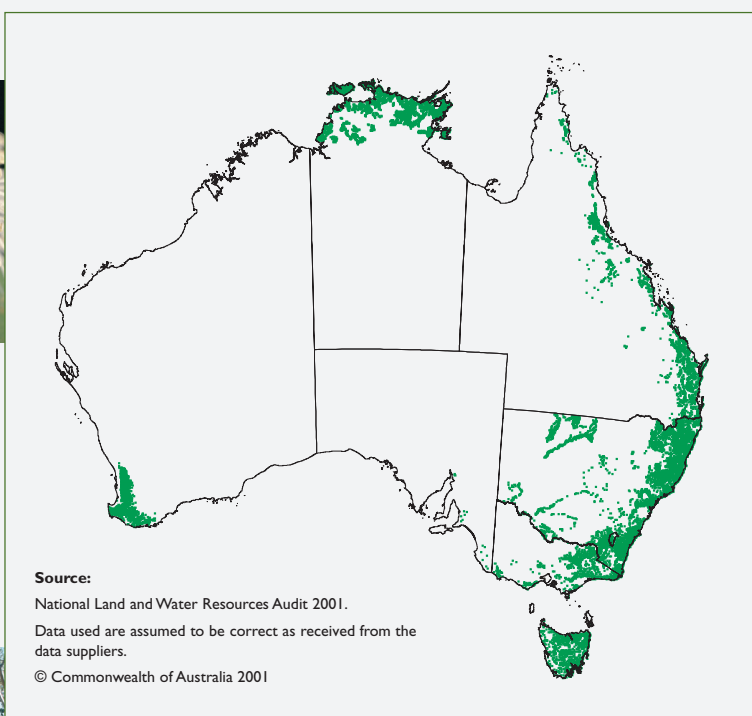 Source:
National Land and Water Resources Audit 2001.
Data used are assumed to be correct as received from the
data suppliers.
© Commonwealth of Australia 2001